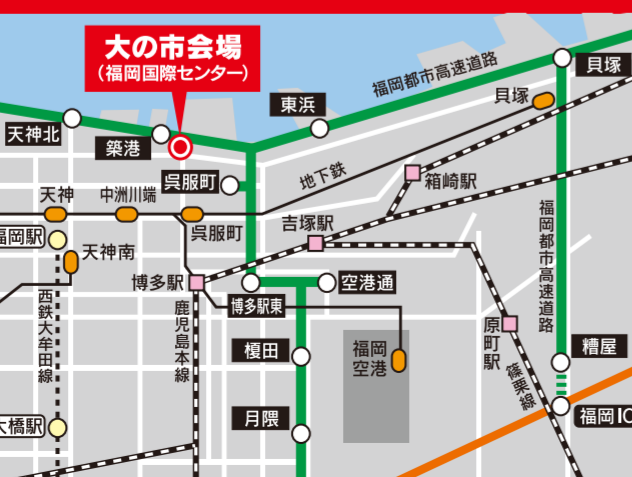 大の市会場
(福岡国際センター)
福岡都市高速道路
貝塚
貝塚
東浜
天神北
築港
呉服町
地下鉄
箱崎駅
天神
中洲川端
呉服町
吉塚駅
福岡駅
天神南
博多駅
空港通
博多駅東
西鉄大牟田線
鹿児島本線
福岡都市高速道路
榎田
福岡
空港
原町駅
篠栗線
糟屋
月隈
福岡IC
大橋駅